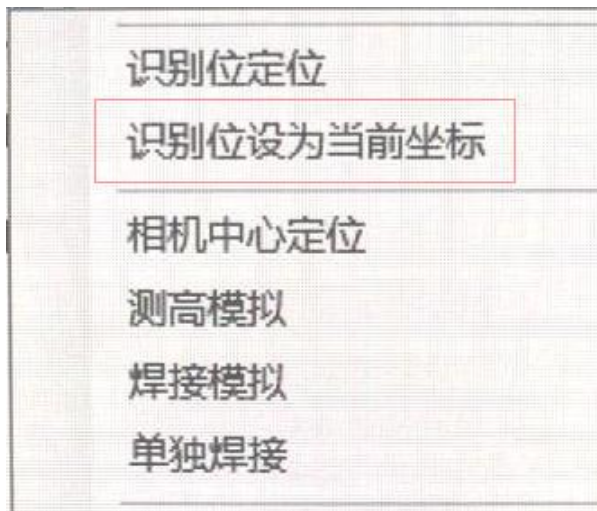 识别位定位
识别位设为当前坐标
相机中心定位
测高模拟
焊接模拟
单独焊接